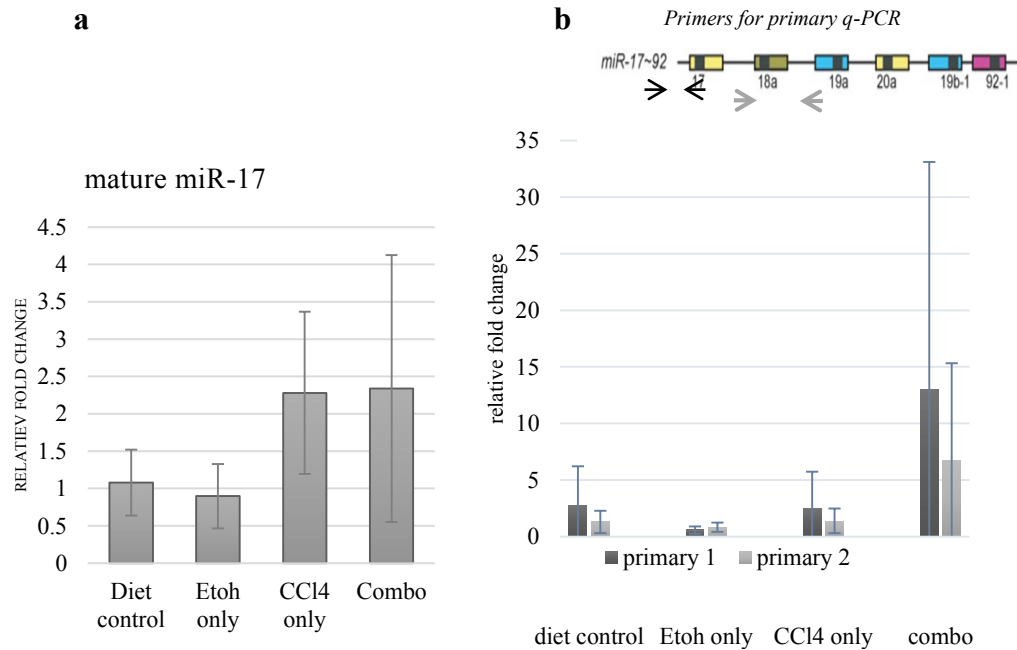 a
mature miR-17
RELATIEV FOLD CHANGE
4.5
4
3.5
3
2.5
2
1.5
1
0.5
0
Diet control
Etoh only
CCl4 only
Combo
b
Primers for primary q-PCR
miR-17~92
17
18a
19a
20a
19b-1
92-1
relative fold change
35
30
25
20
15
10
5
0
primary 1
primary 2
diet control
Etoh only
CCl4 only
combo